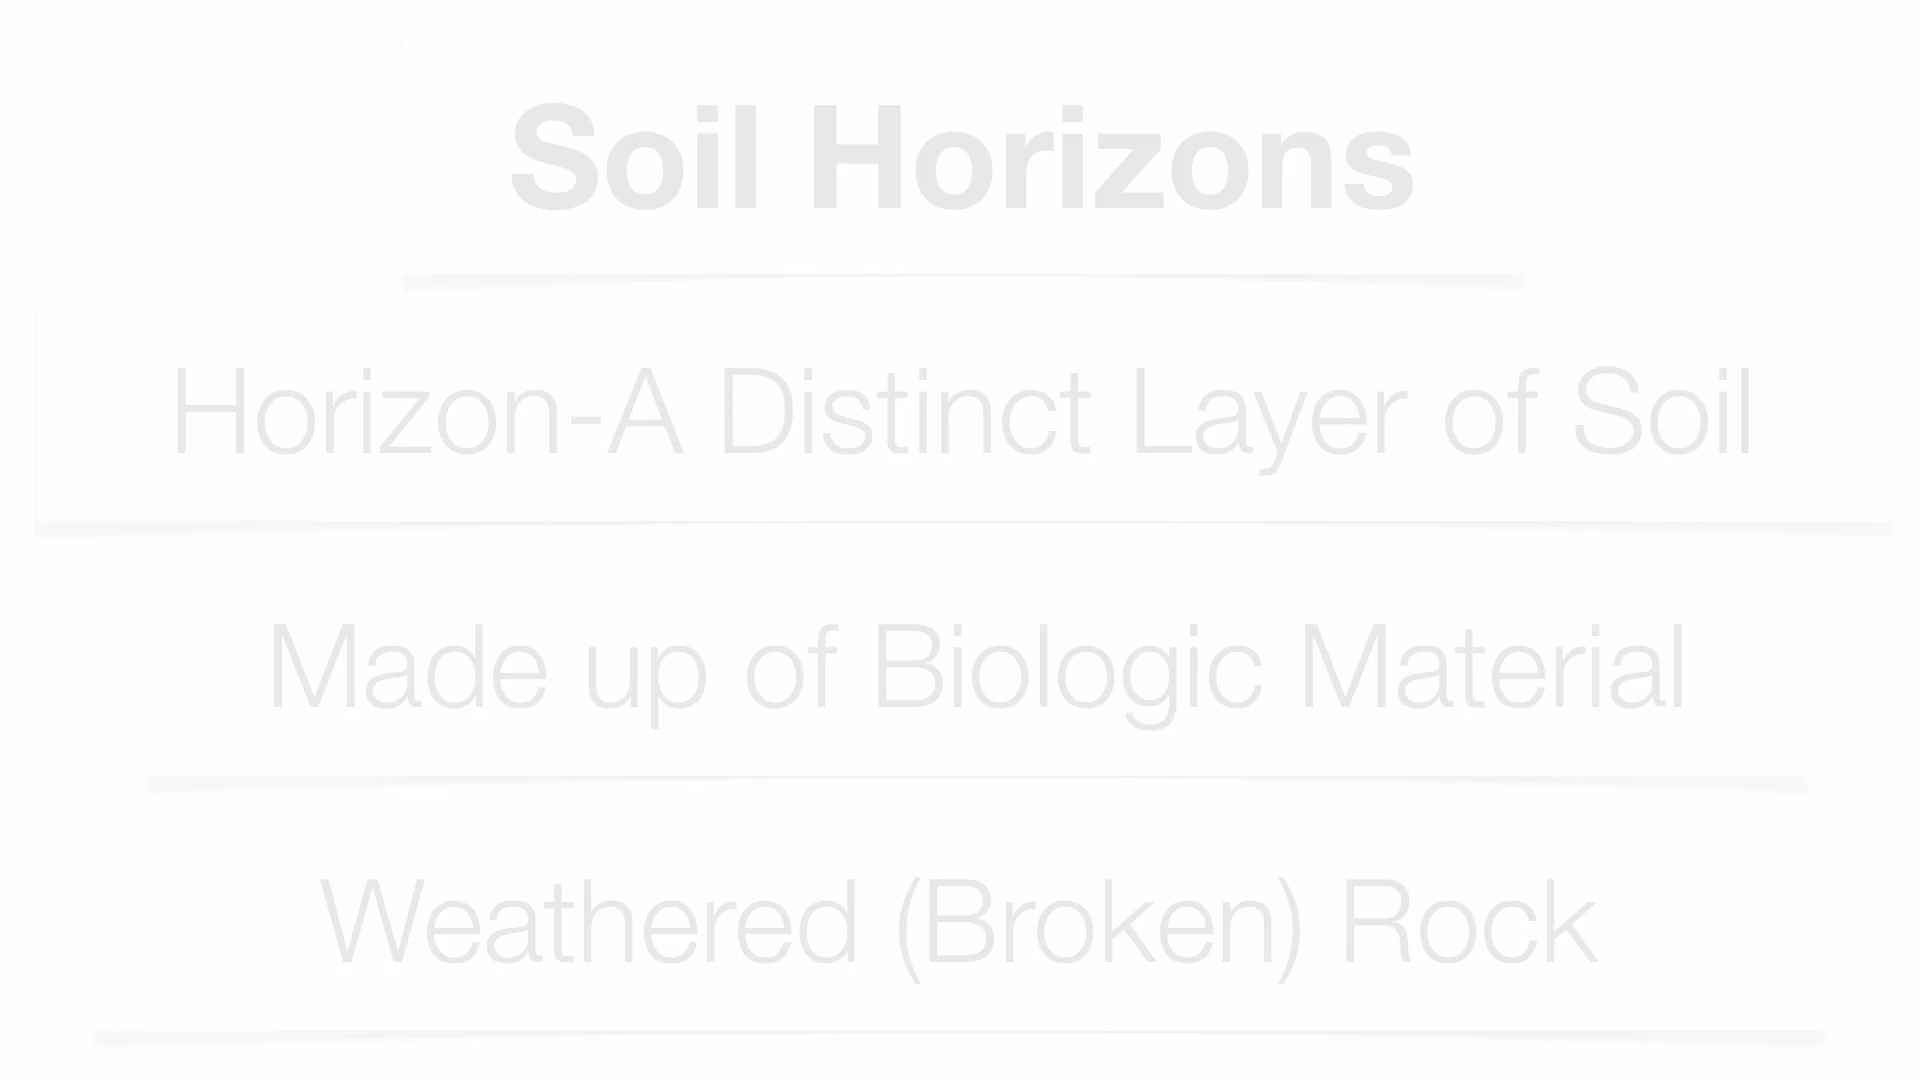 Soil Horizons
Horizon-A Distinct Layer of Soil
Made up of Biologic Material
Weathered (Broken) Rock